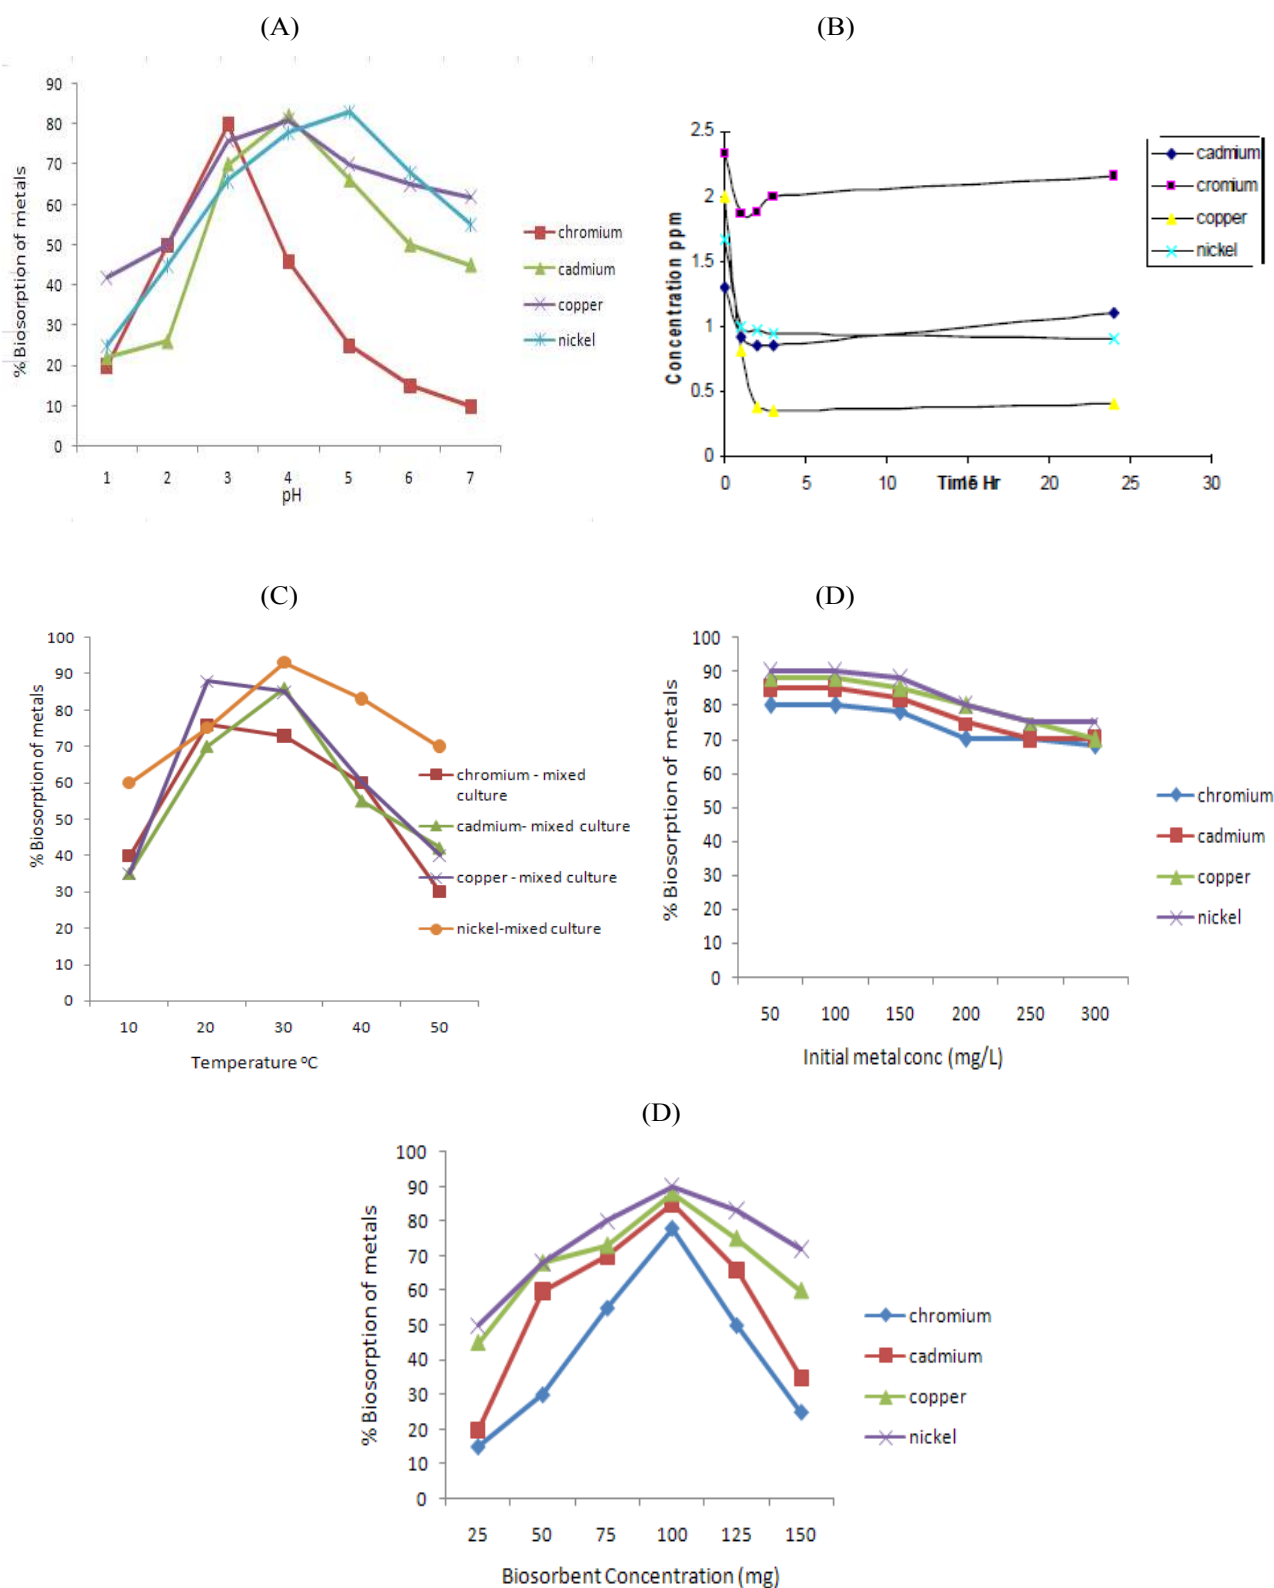 (A)
(B)
90
80
70
60
50
40
30
20
10
0
% Biosorption of metals
1 2 3 4 5 6 7
pH
chromium
cadmium
copper
nickel
2.5
2
1.5
1
0.5
0
Concentration ppm
0 5 10 20 25 30
cadmium
cromium
copper
nickel
(C)
(D)
100
90
80
70
60
50
40
30
20
10
0
% Biosorption of metals
10 20 30 40 50
Temperature ºC
chromium - mixed
culture
cadmium- mixed culture
copper - mixed culture
nickel-mixed culture
100
90
80
70
60
50
40
30
20
10
0
% Biosorption of metals
50 100 150 200 250 300
Initial metal conc (mg/L)
chromium
cadmium
copper
nickel
(D)
100
90
80
70
60
50
40
30
20
10
0
% Biosorption of metals
25 50 75 100 125 150
Biosorbent Concentration (mg)
chromium
cadmium
copper
nickel